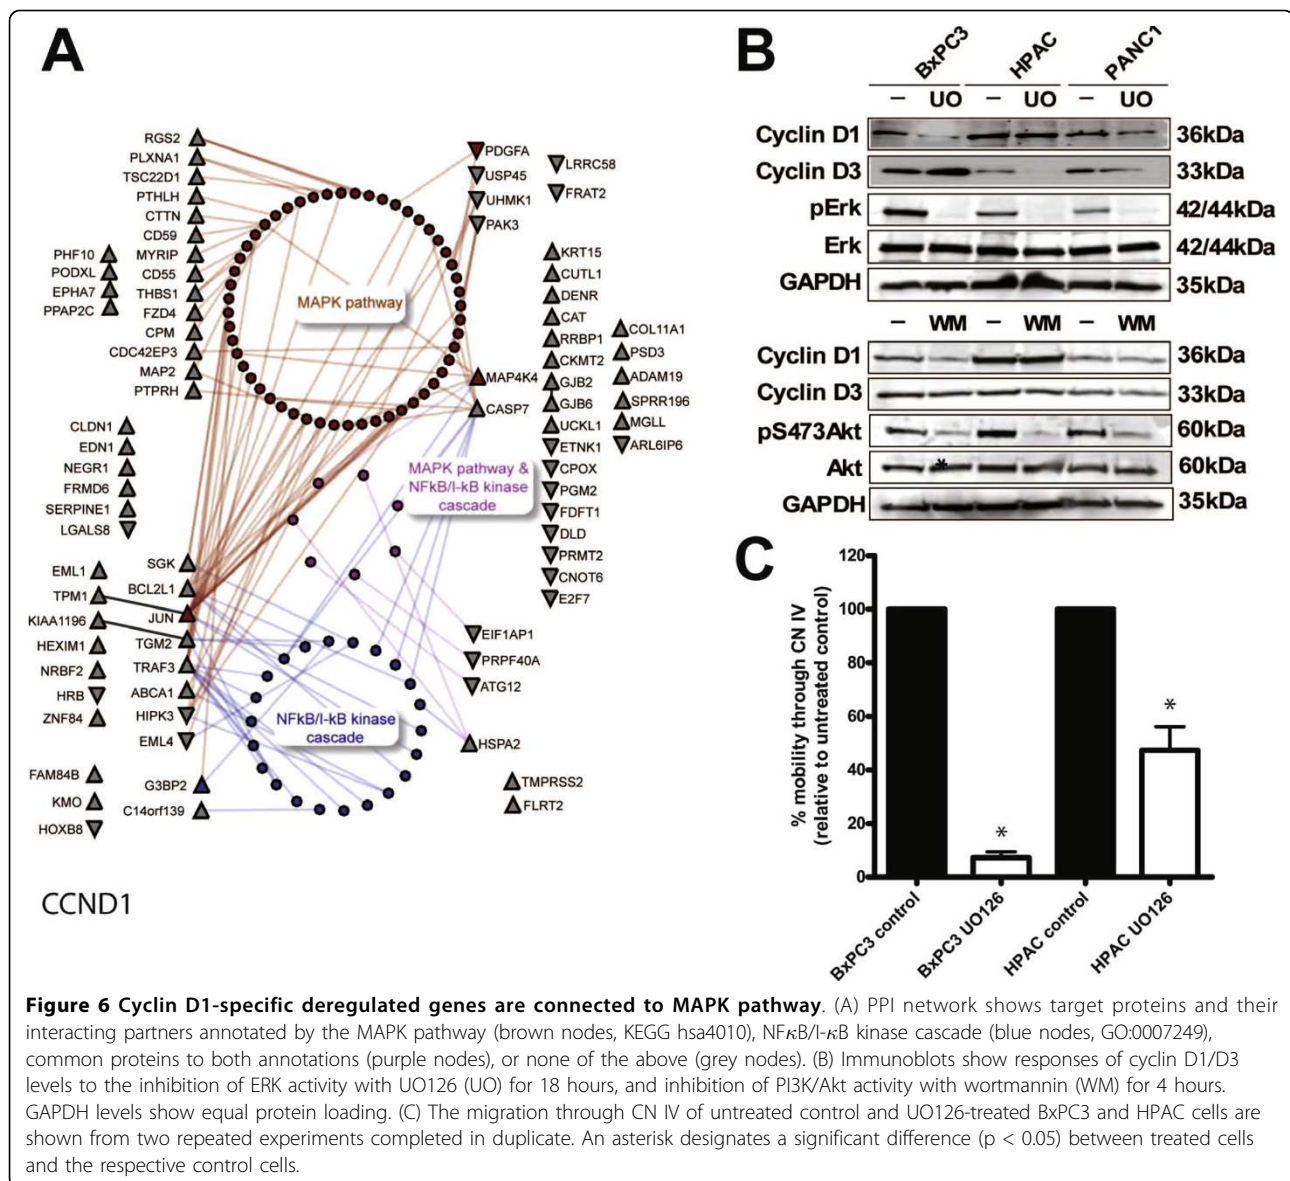 A
RGS2
PLXNA1
TSC22D1
PTHLH
CTTN
CD59
MYRIP
CD55
THBS1
FZD4
CPM
CDC42EP3
MAP2
PTPRH
PHF10
PODXL
EPHA7
PPAP2C
CLDN1
EDN1
NEGR1
FRMD6
SERPINE1
LGALS8
EML1
TPM1
KIAA1196
HEXIM1
NRBF2
HRB
ZNF84
FAM84B
KMO
HOXB8
SGK
BCL2L1
JUN
TGM2
TRAF3
ABCA1
HIPK3
EML4
G3BP2
C14orf139
MAPK pathway
MAPK pathway &
NFkB/I-kB kinase
cascade
NFkB/I-kB kinase
cascade
PDGFA
USP45
UHMK1
PAK3
MAP4K4
CASP7
EIF1AP1
PRPF40A
ATG12
HSPA2
TMPRSS2
FLRT2
LRRC58
FRAT2
KRT15
CUTL1
DENR
CAT
RRBP1
CKMT2
GJB2
GJB6
UCKL1
ETNK1
CPOX
PGM2
FDFT1
DLD
PRMT2
CNOT6
E2F7
COL11A1
PSD3
ADAM19
SPRR196
MGLL
ARL6IP6
CCND1
B
BxPC3 HPAC PANC1
– UO – UO – UO
Cyclin D1 36kDa
Cyclin D3 33kDa
pErk 42/44kDa
Erk 42/44kDa
GAPDH 35kDa
– WM – WM – WM
Cyclin D1 36kDa
Cyclin D3 33kDa
pS473Akt 60kDa
Akt * 60kDa
GAPDH 35kDa
C
% mobility through CN IV
(relative to untreated control)
120
100
80
60
40
20
0
*
*
BxPC3 control
BxPC3 UO126
HPAC control
HPAC UO126
Figure 6 Cyclin D1-specific deregulated genes are connected to MAPK pathway. (A) PPI network shows target proteins and their
interacting partners annotated by the MAPK pathway (brown nodes, KEGG hsa4010), NFκB/I-κB kinase cascade (blue nodes, GO:0007249),
common proteins to both annotations (purple nodes), or none of the above (grey nodes). (B) Immunoblots show responses of cyclin D1/D3
levels to the inhibition of ERK activity with UO126 (UO) for 18 hours, and inhibition of PI3K/Akt activity with wortmannin (WM) for 4 hours.
GAPDH levels show equal protein loading. (C) The migration through CN IV of untreated control and UO126-treated BxPC3 and HPAC cells are
shown from two repeated experiments completed in duplicate. An asterisk designates a significant difference (p < 0.05) between treated cells
and the respective control cells.